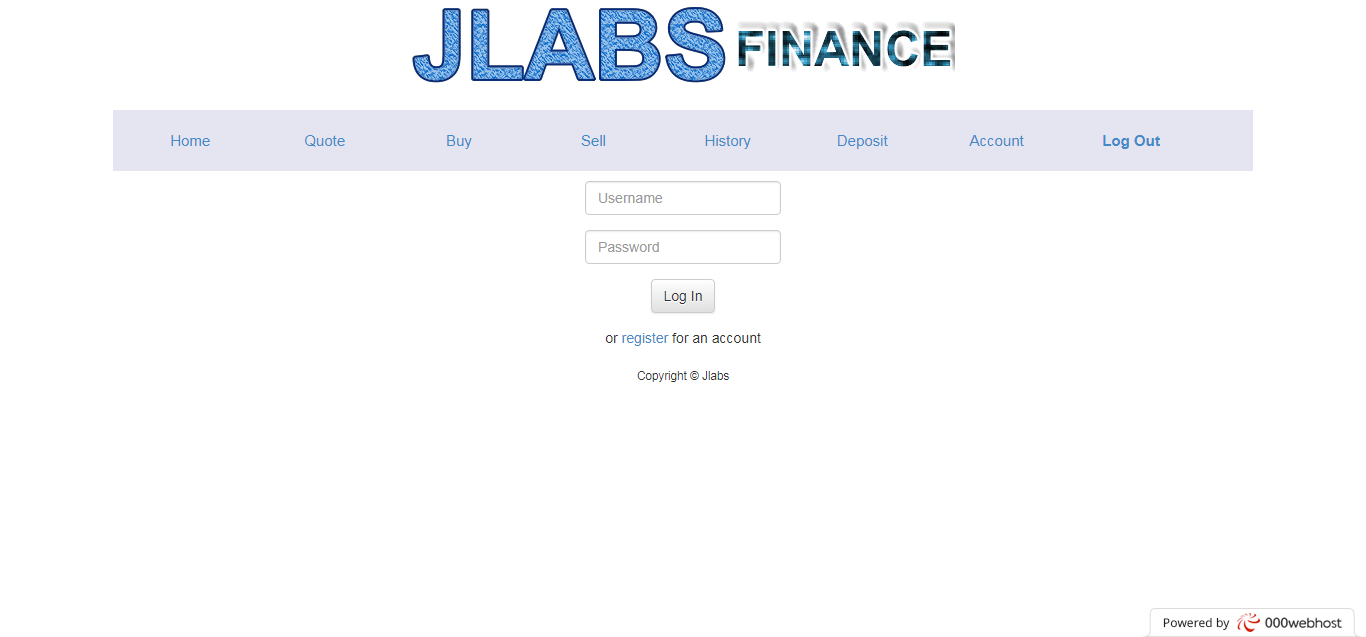 JLABS FINANCE
Home Quote Buy Sell History Deposit Account Log Out
Username
Password
Log In
or register for an account
Copyright © Jlabs
Powered by 000webhost